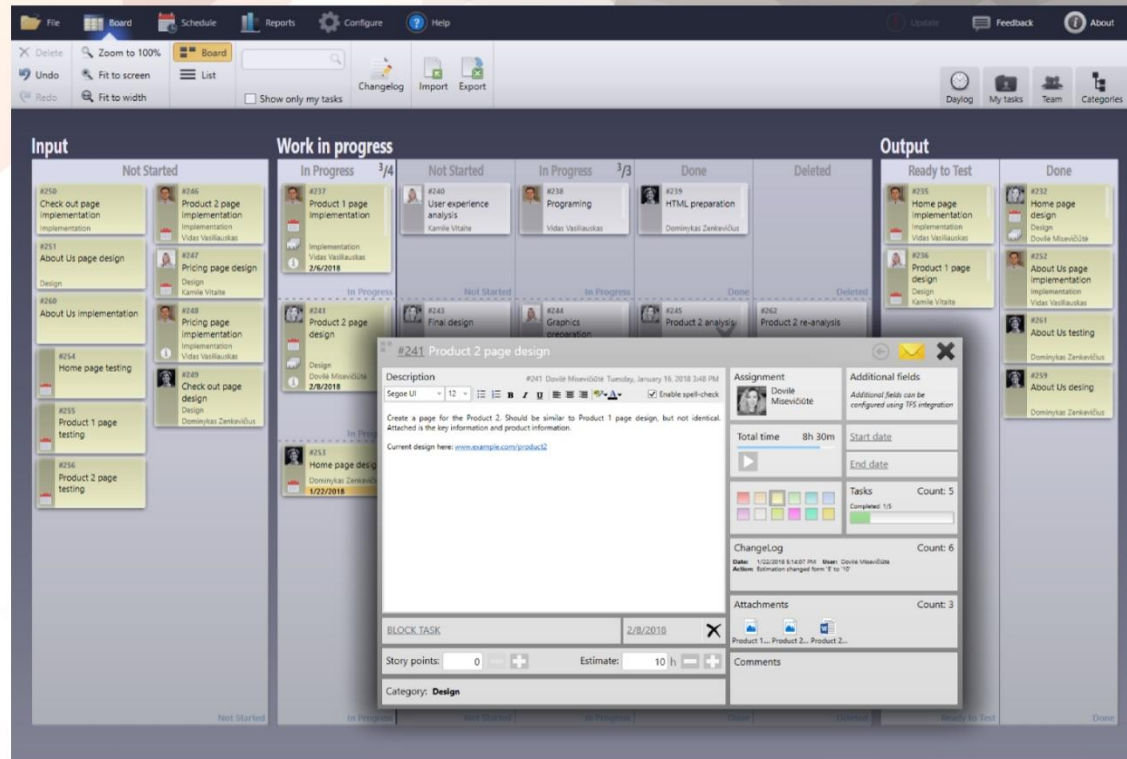 File
Board
Schedule
Reports
Configure
Help
Update
Feedback
About
Delete
Undo
Redo
Zoom to 100%
Fit to screen
Fit to width
Board
List
Show only my tasks
Changelog
Import
Export
Daylog
My tasks
Team
Categories
Input
Not Started
#250
Check out page
Implementation
Implementation
#251
About Us page design
Design
#260
About Us implementation
#254
Home page testing
#255
Product 1 page
testing
#256
Product 2 page
testing
#246
Product 2 page
Implementation
Implementation
Vidas Vasiliauskas
#247
Pricing page design
Design
Kamile Vitaite
#248
Pricing page
implementation
Implementation
Vidas Vasiliauskas
#249
Check out page
design
Design
Dominykas Zenkevičius
Not Started
Work in progress
In Progress 3/4
#237
Product 1 page
Implementation
Implementation
Vidas Vasiliauskas
2/6/2018
In Progress
#241
Product 2 page
design
Design
Dovilė Misevičiūtė
2/8/2018
#253
Home page
1/22/2018
In Progress
Not Started
#240
User experience
analysis
Kamile Vitaite
Not Started
#243
Final design
Not Started
In Progress 3/3
#238
Programing
Vidas Vasiliauskas
In Progress
#244
Graphics
preparation
In Progress
Done
#239
HTML preparation
Dominykas Zenkevičius
Done
#245
Product 2 analysis
Done
Deleted
Deleted
#262
Product 2 re-analysis
Deleted
Output
Ready to Test
#235
Home page
Implementation
Implementation
Vidas Vasiliauskas
#236
Product 1 page
design
Design
Kamile Vitaite
Ready to Test
Done
#232
Home page
design
Design
Dovilė Misevičiūtė
#252
About Us page
implementation
Implementation
Vidas Vasiliauskas
#261
About Us testing
Dominykas Zenkevičius
#259
About Us desing
Dominykas Zenkevičius
Done
#241 Product 2 page design
Description
#241 Dovilė Misevičiūtė Tuesday, January 16, 2018 3:48 PM
Segoe UI 12 B I U A Enable spell-check
Create a page for the Product 2. Should be similar to Product 1 page design, but not identical.
Attached is the key information and product information.
Current design here: www.example.com/product2
BLOCK TASK
2/8/2018
Story points: 0
Estimate: 10 h
Category: Design
Assignment
Dovilė
Misevičiūtė
Additional fields
Additional fields can be
configured using TFS integration
Total time 8h 30m
Start date
End date
Tasks Count: 5
Completed: 1/5
ChangeLog Count: 6
Date: 1/22/2018 5:14:07 PM User: Dovilė Misevičiūtė
Action: Estimation changed form '8' to '10'
Attachments Count: 3
Product 1... Product 2... Product 2...
Comments